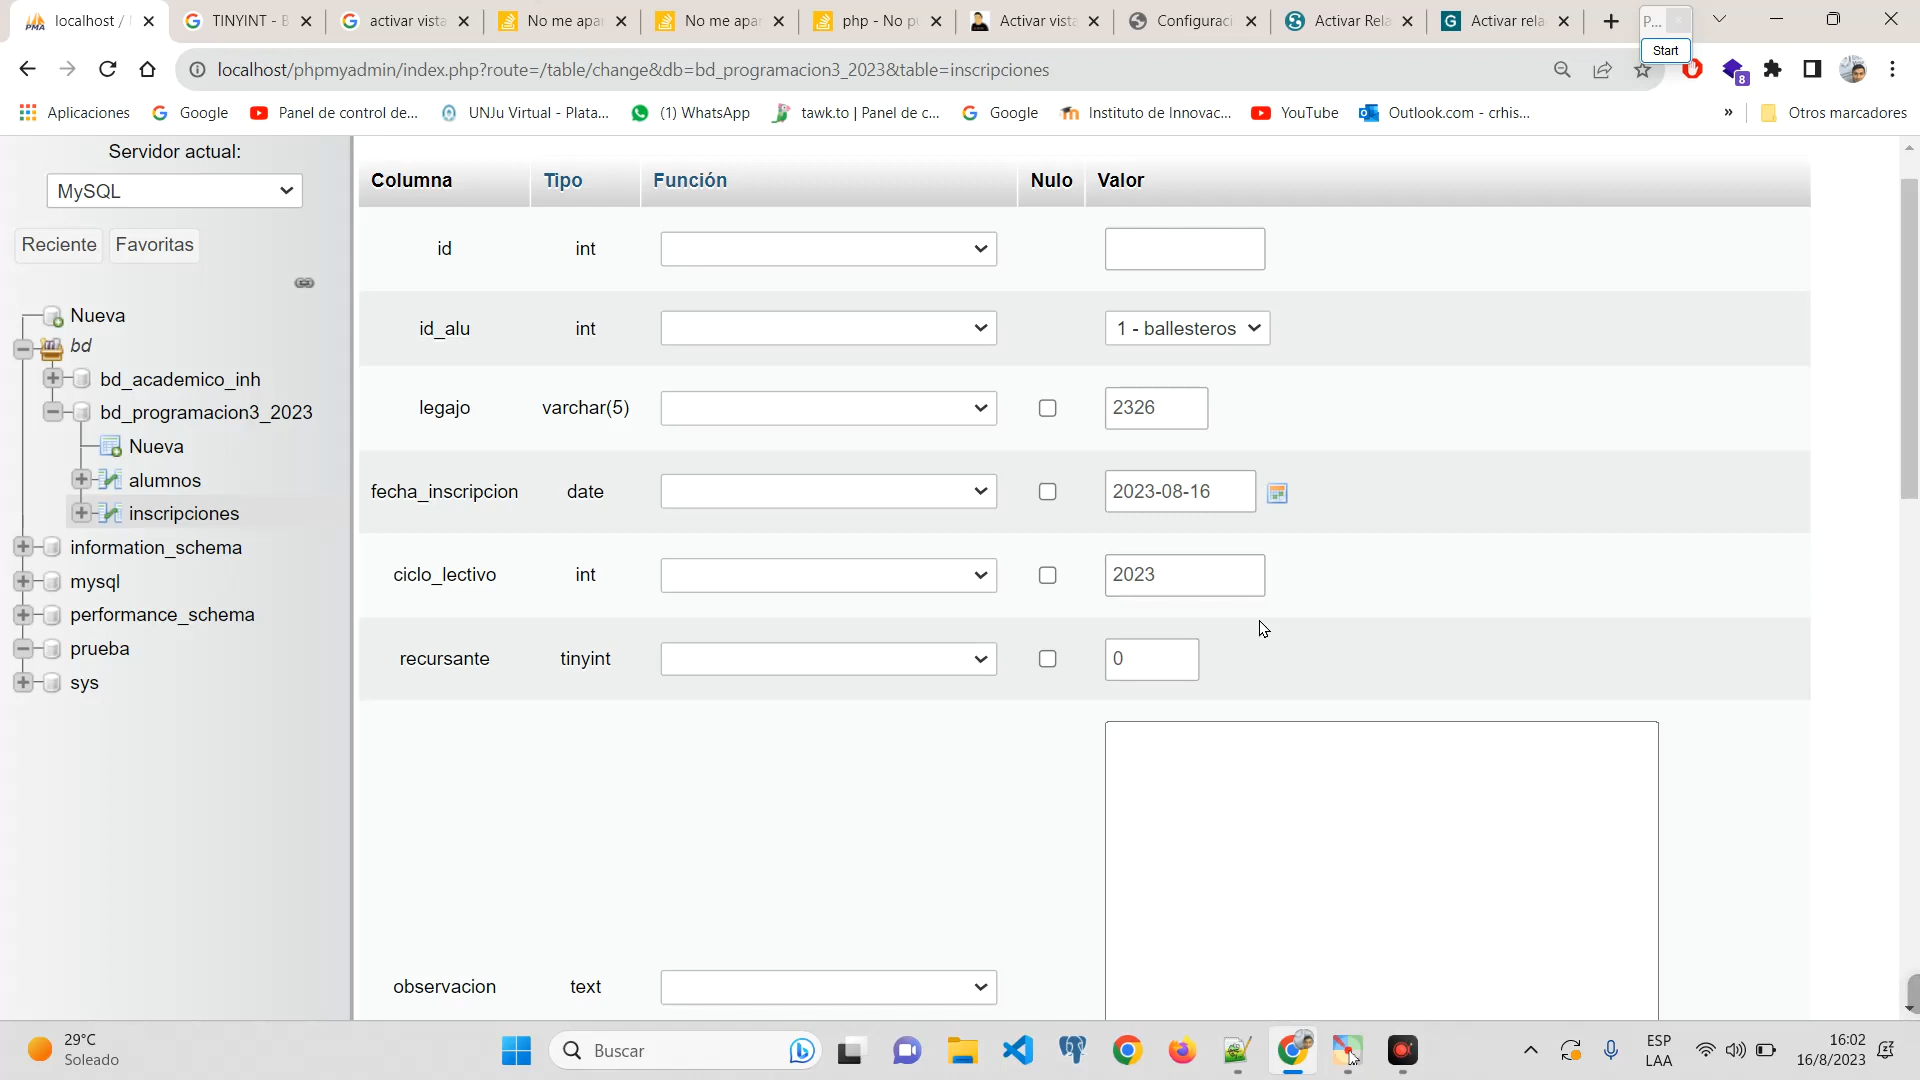 localhost /
TINYINT - B
activar vista
No me apa
No me apa
php - No p
Activar vist
Configuraci
Activar Rela
Activar rela
P...
Start
localhost/phpmyadmin/index.php?route=/table/change&db=bd_programacion3_2023&table=inscripciones
8
Aplicaciones
Google
Panel de control de...
UNJu Virtual - Plata...
(1) WhatsApp
tawk.to | Panel de c...
Google
Instituto de Innovac...
YouTube
Outlook.com - crhis...
»
Otros marcadores
Servidor actual:
MySQL
Reciente
Favoritas
Nueva
bd
bd_academico_inh
bd_programacion3_2023
Nueva
alumnos
inscripciones
information_schema
mysql
performance_schema
prueba
sys
Columna Tipo Función Nulo Valor
id int
id_alu int 1 - ballesteros
legajo varchar(5) 2326
fecha_inscripcion date 2023-08-16
ciclo_lectivo int 2023
recursante tinyint 0
observacion text
29°C
Soleado
Buscar
ESP
LAA
16:02
16/8/2023